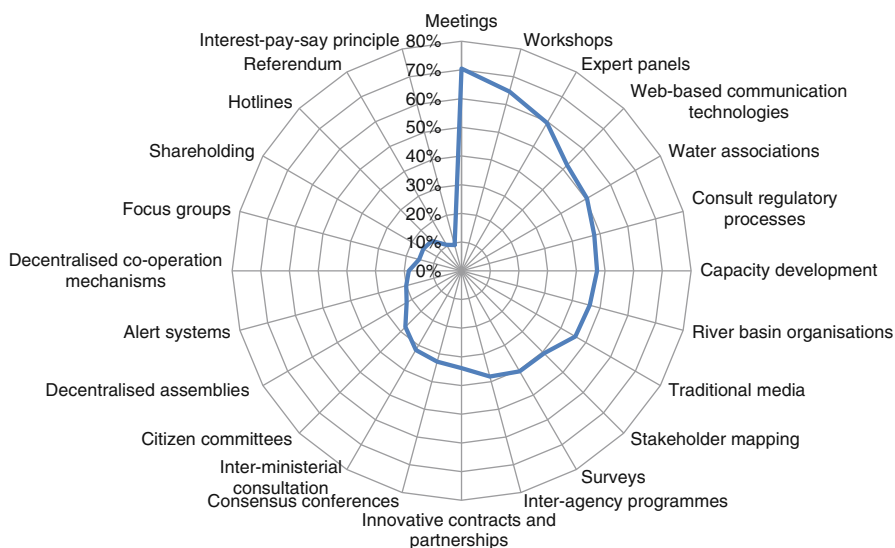 Meetings
Workshops
Expert panels
Web-based communication
technologies
Water associations
Consult regulatory
processes
Capacity development
River basin organisations
Traditional media
Stakeholder mapping
Surveys
Inter-agency programmes
Innovative contracts and
partnerships
Consensus conferences
Inter-ministerial
consultation
Citizen committees
Decentralised assemblies
Alert systems
Decentralised co-operation
mechanisms
Focus groups
Shareholding
Hotlines
Referendum
Interest-pay-say principle
80%
70%
60%
50%
40%
30%
20%
10%
0%